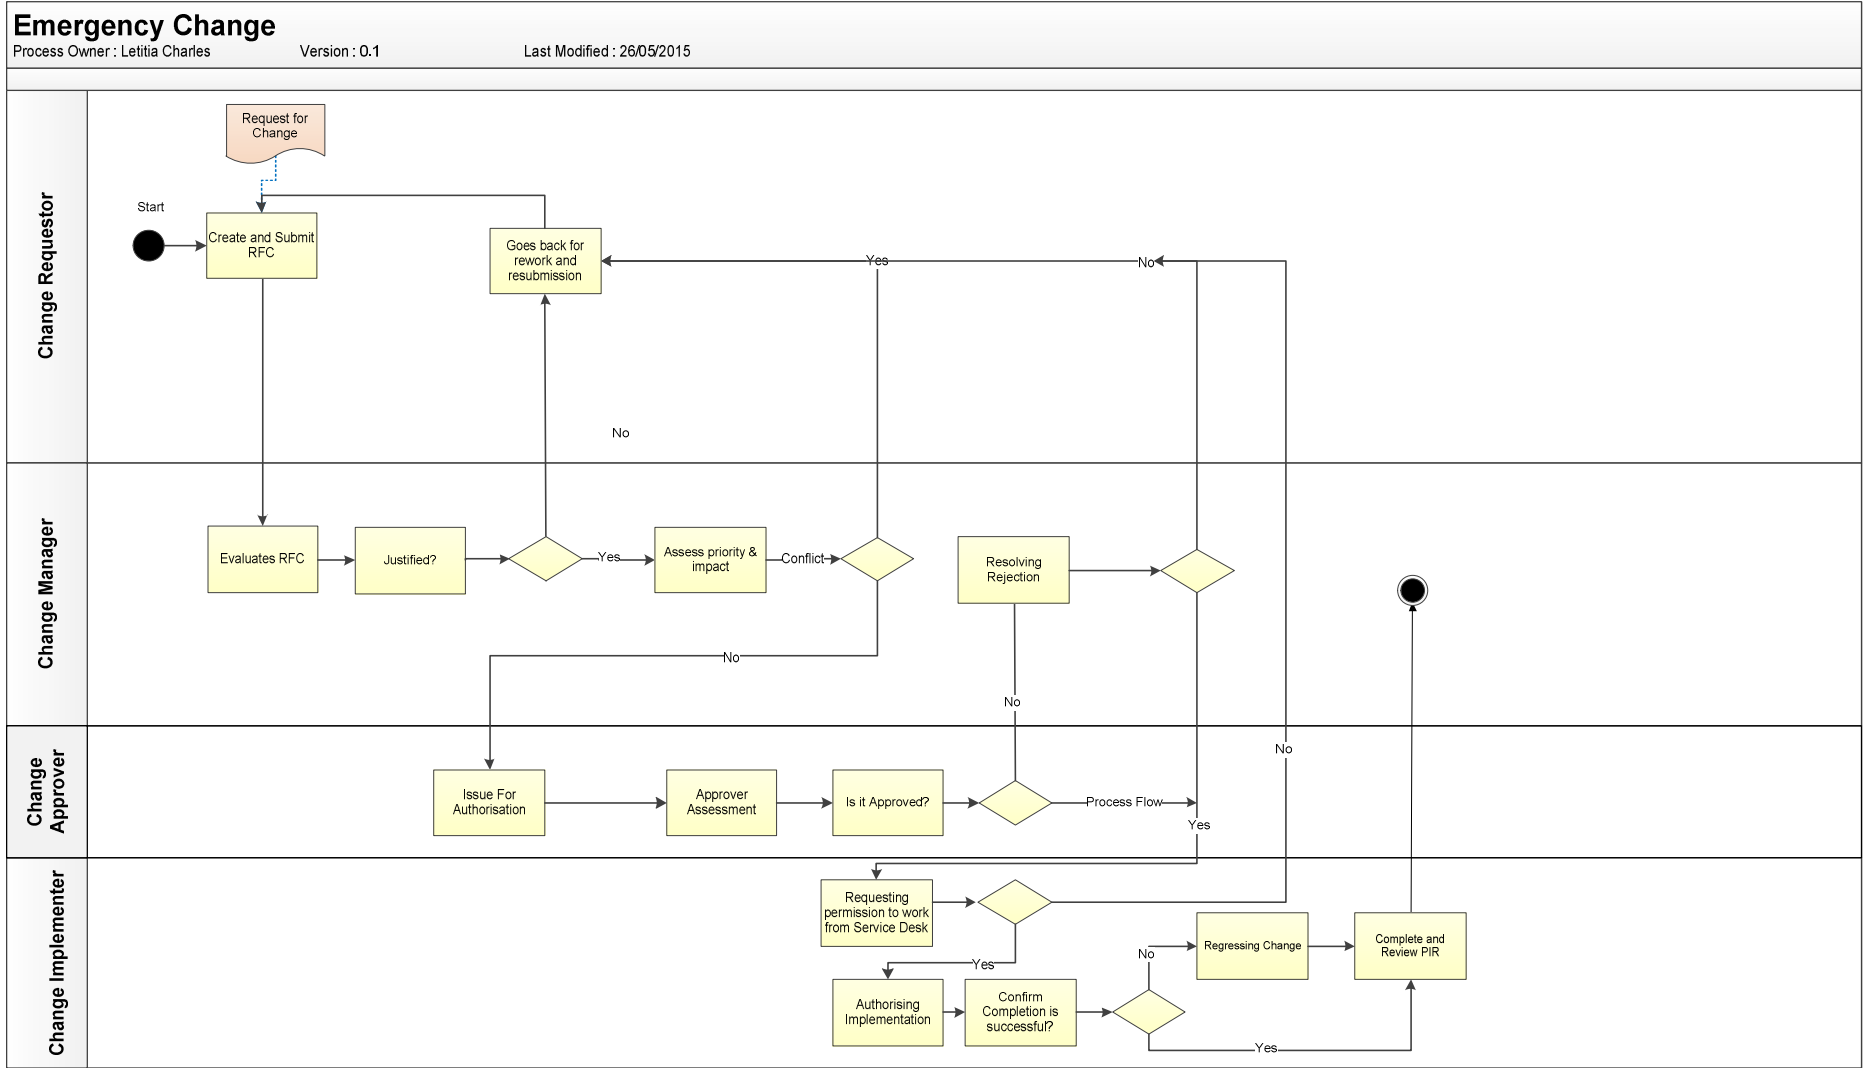 Emergency Change
Process Owner : Letitia Charles Version : 0.1 Last Modified : 26/05/2015
Change Requestor
Request for
Change
Start
Create and Submit
RFC
Goes back for
rework and
resubmission
Yes
No
No
Change Manager
Evaluates RFC
Justified?
Yes
Assess priority &
impact
Conflict
Resolving
Rejection
No
No
Change
Approver
Issue For
Authorisation
Approver
Assessment
Is it Approved?
Process Flow
Yes
No
Change Implementer
Requesting
permission to work
from Service Desk
Yes
Authorising
Implementation
Confirm
Completion is
successful?
No
Regressing Change
Complete and
Review PIR
Yes